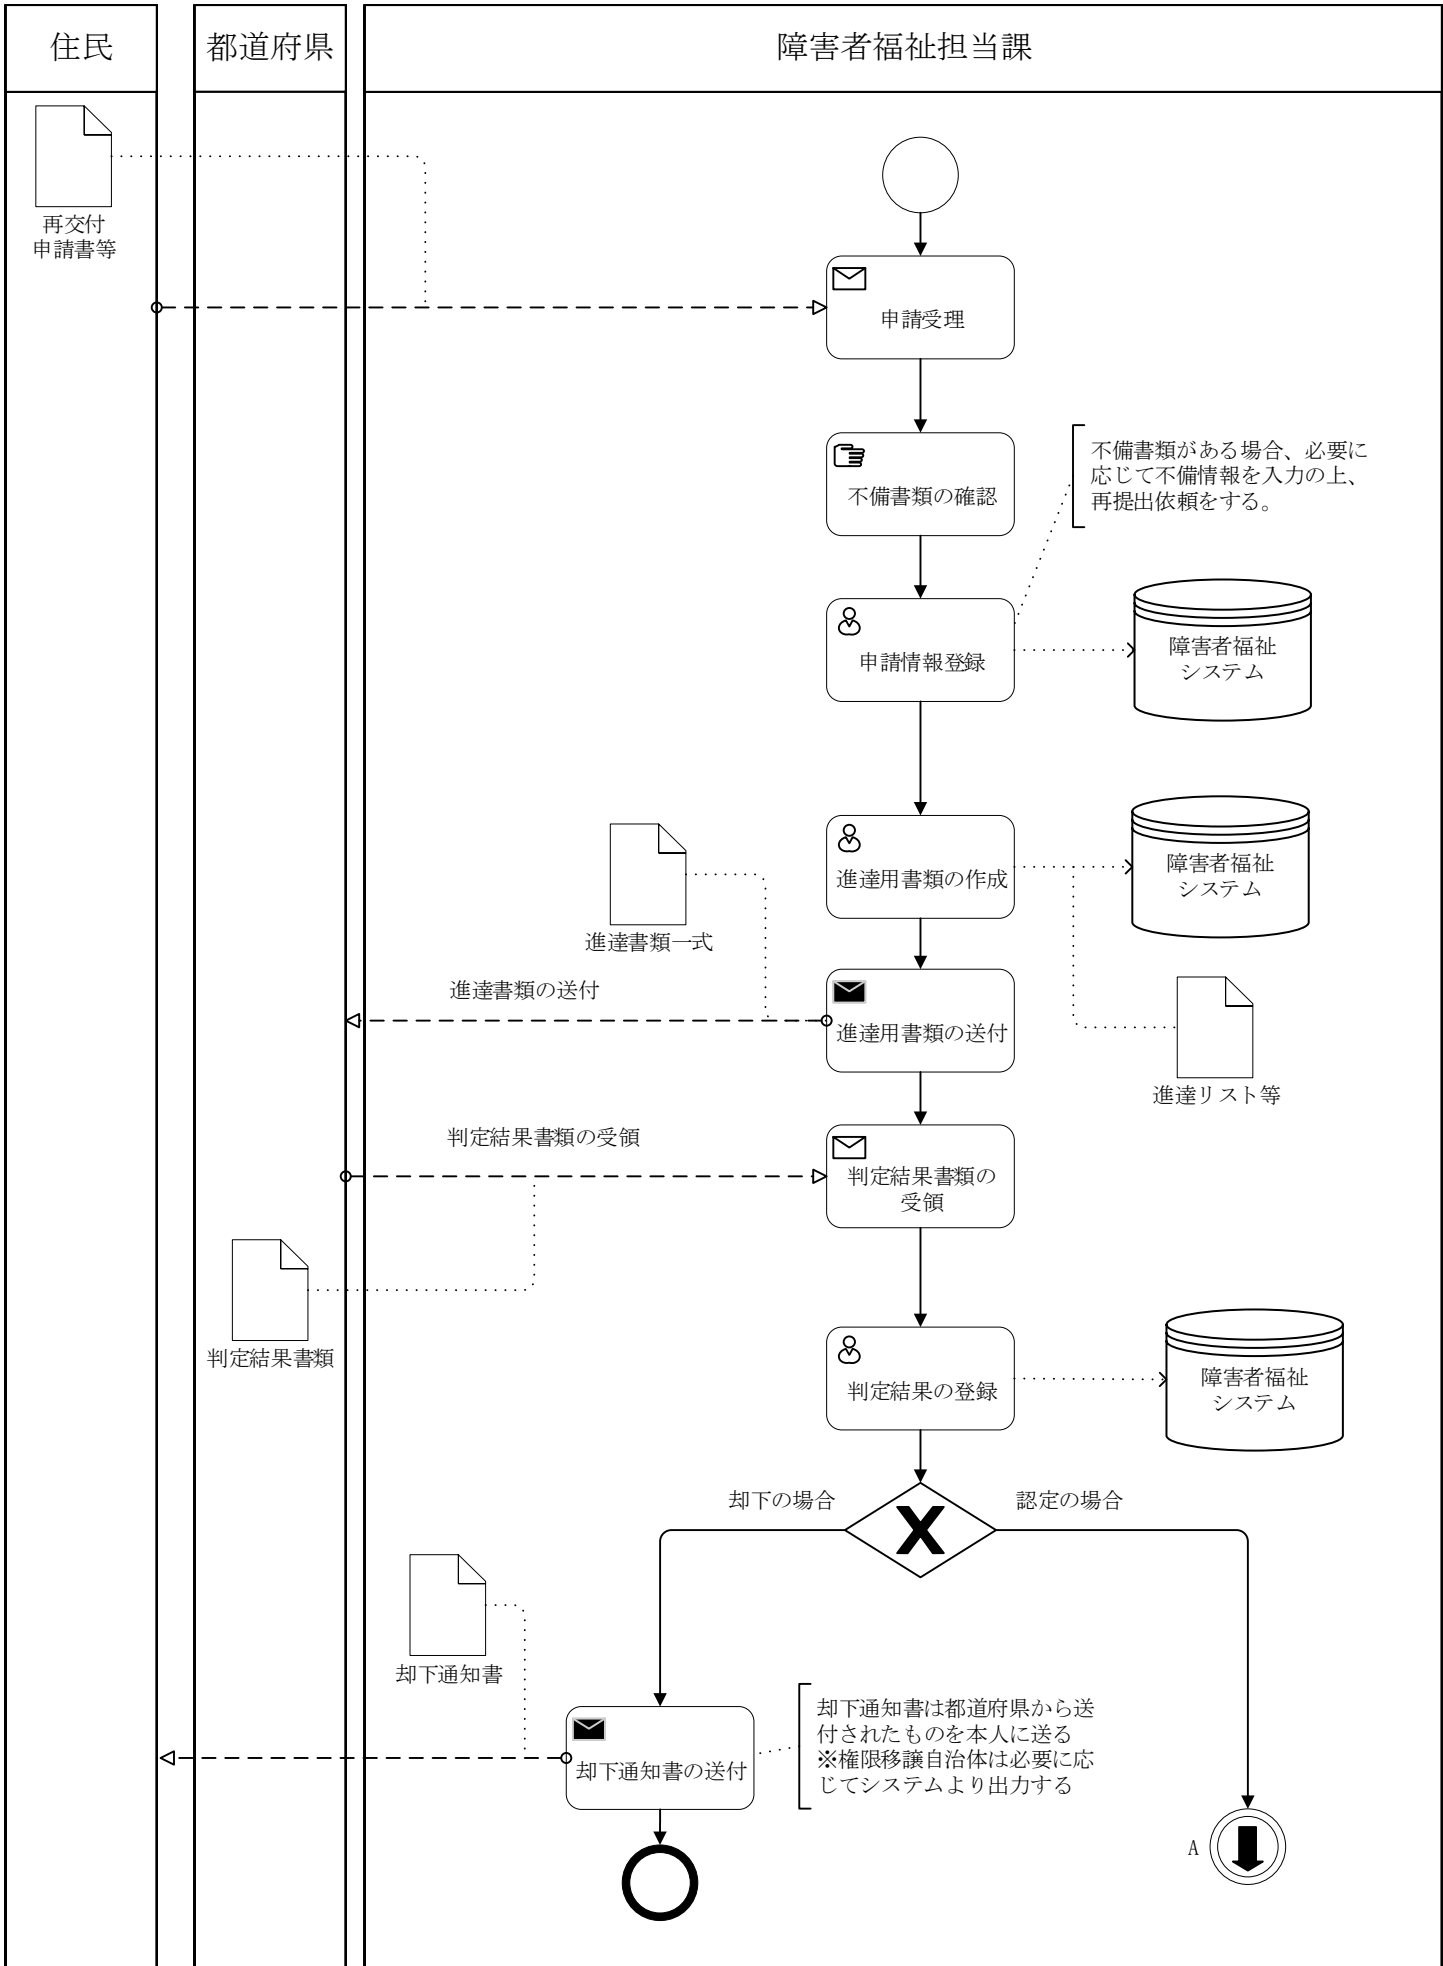 住民
都道府県
障害者福祉担当課
再交付
申請書等
申請受理
不備書類の確認
不備書類がある場合、必要に
応じて不備情報を入力の上、
再提出依頼をする。
申請情報登録
障害者福祉
システム
進達用書類の作成
障害者福祉
システム
進達書類一式
進達書類の送付
進達用書類の送付
進達リスト等
判定結果書類の受領
判定結果書類の
受領
判定結果書類
判定結果の登録
障害者福祉
システム
却下の場合
認定の場合
却下通知書
却下通知書の送付
却下通知書は都道府県から送
付されたものを本人に送る
※権限移譲自治体は必要に応
じてシステムより出力する
A